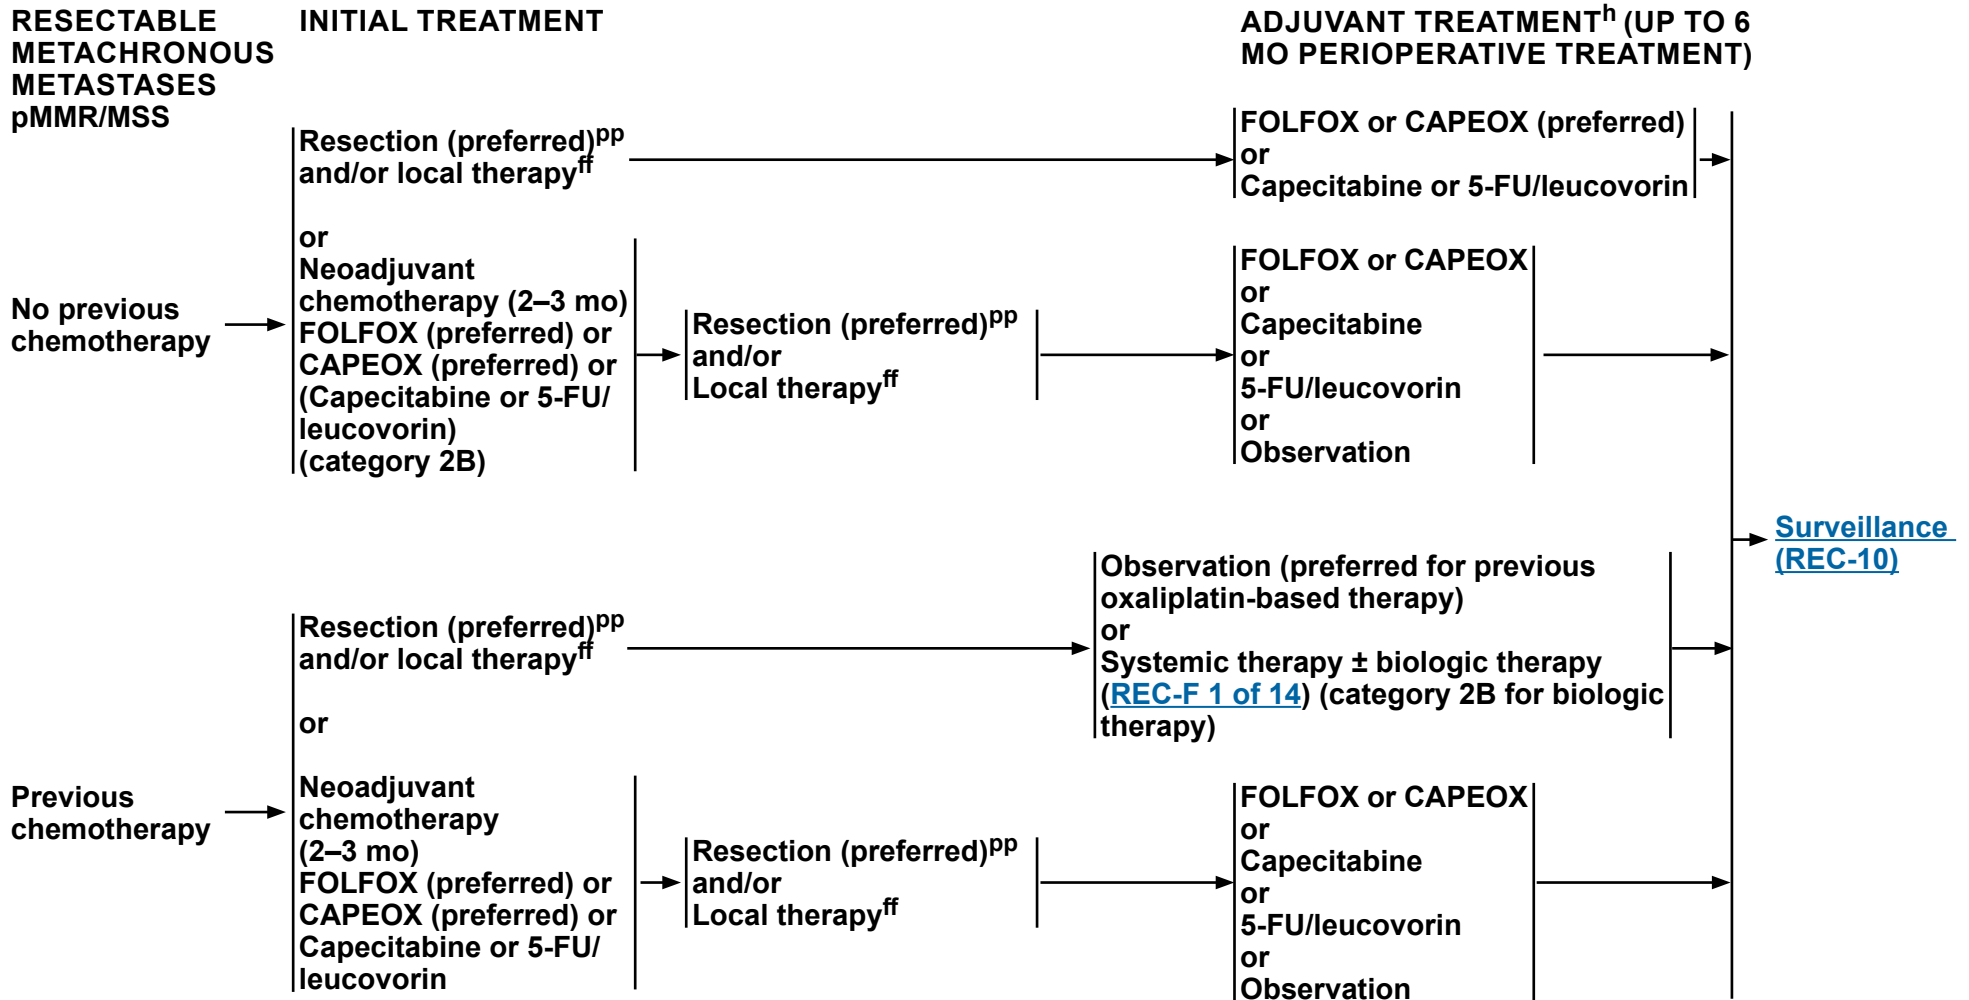 RESECTABLE
METACHRONOUS
METASTASES
pMMR/MSS
INITIAL TREATMENT
ADJUVANT TREATMENTh (UP TO 6
MO PERIOPERATIVE TREATMENT)
No previous
chemotherapy
Resection (preferred)pp
and/or local therapyff
or
Neoadjuvant
chemotherapy (2–3 mo)
FOLFOX (preferred) or
CAPEOX (preferred) or
(Capecitabine or 5-FU/
leucovorin)
(category 2B)
Resection (preferred)pp
and/or
Local therapyff
FOLFOX or CAPEOX (preferred)
or
Capecitabine or 5-FU/leucovorin
FOLFOX or CAPEOX
or
Capecitabine
or
5-FU/leucovorin
or
Observation
Previous
chemotherapy
Resection (preferred)pp
and/or local therapyff
or
Neoadjuvant
chemotherapy
(2–3 mo)
FOLFOX (preferred) or
CAPEOX (preferred) or
Capecitabine or 5-FU/
leucovorin
Resection (preferred)pp
and/or
Local therapyff
Observation (preferred for previous
oxaliplatin-based therapy)
or
Systemic therapy ± biologic therapy
(REC-F 1 of 14) (category 2B for biologic
therapy)
FOLFOX or CAPEOX
or
Capecitabine
or
5-FU/leucovorin
or
Observation
Surveillance
(REC-10)